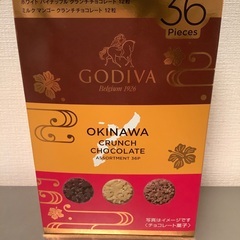 ホワイト パイナップル クランチチョコレート 12粒
ミルク マンゴー クランチチョコレート 12粒
36
Pieces
GODIVA
Belgium 1926
OKINAWA
CRUNCH
CHOCOLATE
ASSORTMENT 36P
写真はイメージです
(チョコレート菓子)